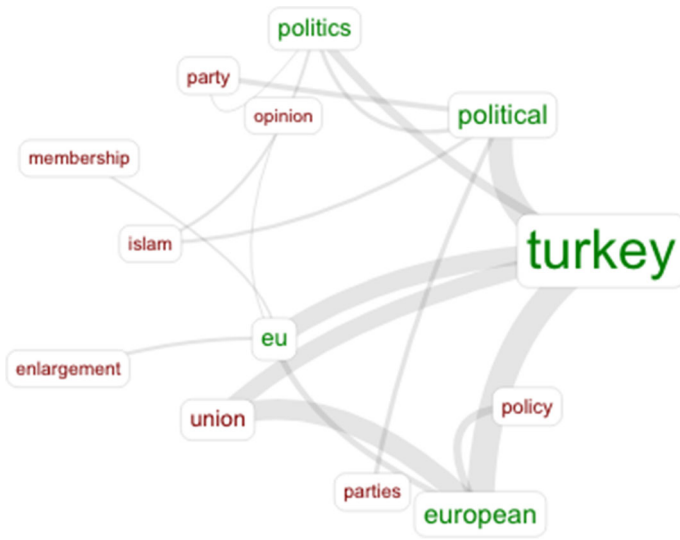 politics
party
opinion
political
membership
islam
turkey
eu
enlargement
union
policy
parties
european